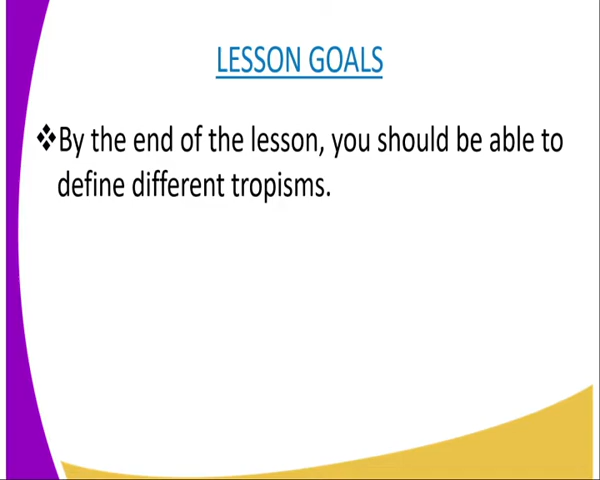 LESSON GOALS
❖By the end of the lesson, you should be able to
define different tropisms.